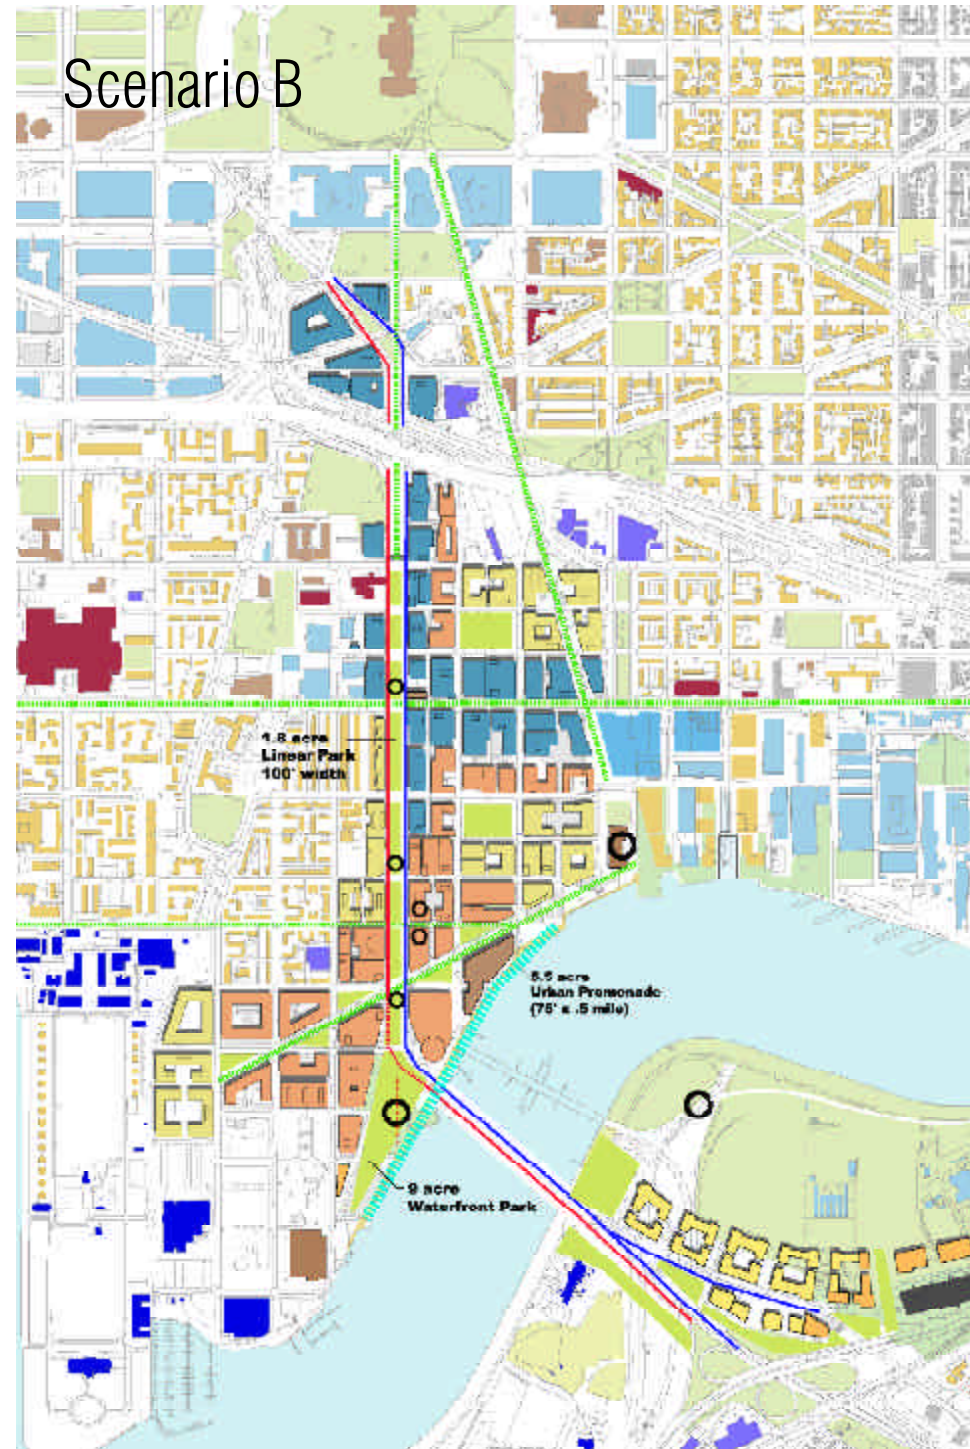 Scenario B
1.8 acre
Linear Park
100' width
5.5 acre
Urban Promenade
(75' x .5 mile)
9 acre
Waterfront Park